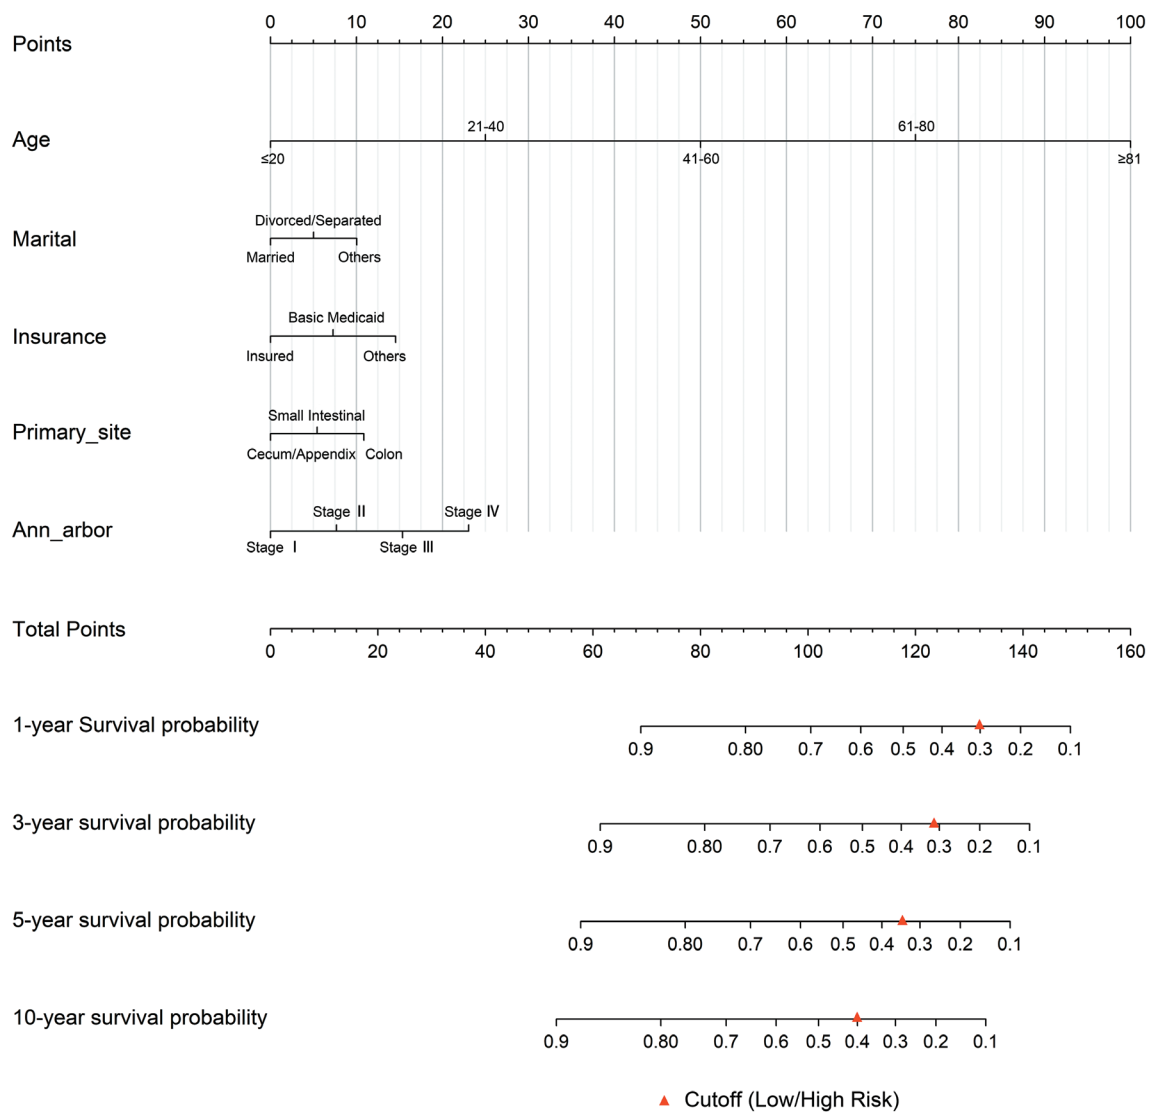 0 10 20 30 40 50 60 70 80 90 100
Points
21-40 61-80
Age
≤20 41-60 ≥81
Divorced/Separated
Marital
Married Others
Basic Medicaid
Insurance
Insured Others
Small Intestinal
Primary_site
Cecum/Appendix Colon
Stage II Stage IV
Ann_arbor
Stage I Stage III
Total Points
0 20 40 60 80 100 120 140 160
1-year Survival probability
0.9 0.80 0.7 0.6 0.5 0.4 0.3 0.2 0.1
3-year survival probability
0.9 0.80 0.7 0.6 0.5 0.4 0.3 0.2 0.1
5-year survival probability
0.9 0.80 0.7 0.6 0.5 0.4 0.3 0.2 0.1
10-year survival probability
0.9 0.80 0.7 0.6 0.5 0.4 0.3 0.2 0.1
Cutoff (Low/High Risk)